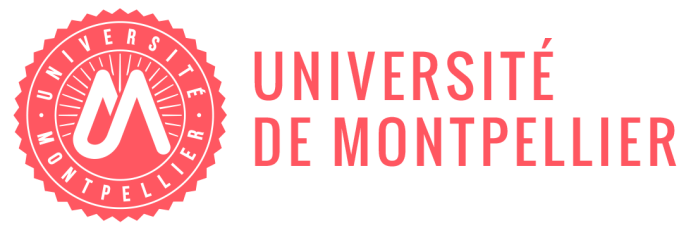 · UNIVERSITÉ ·
MONTPELLIER
UNIVERSITÉ
DE MONTPELLIER